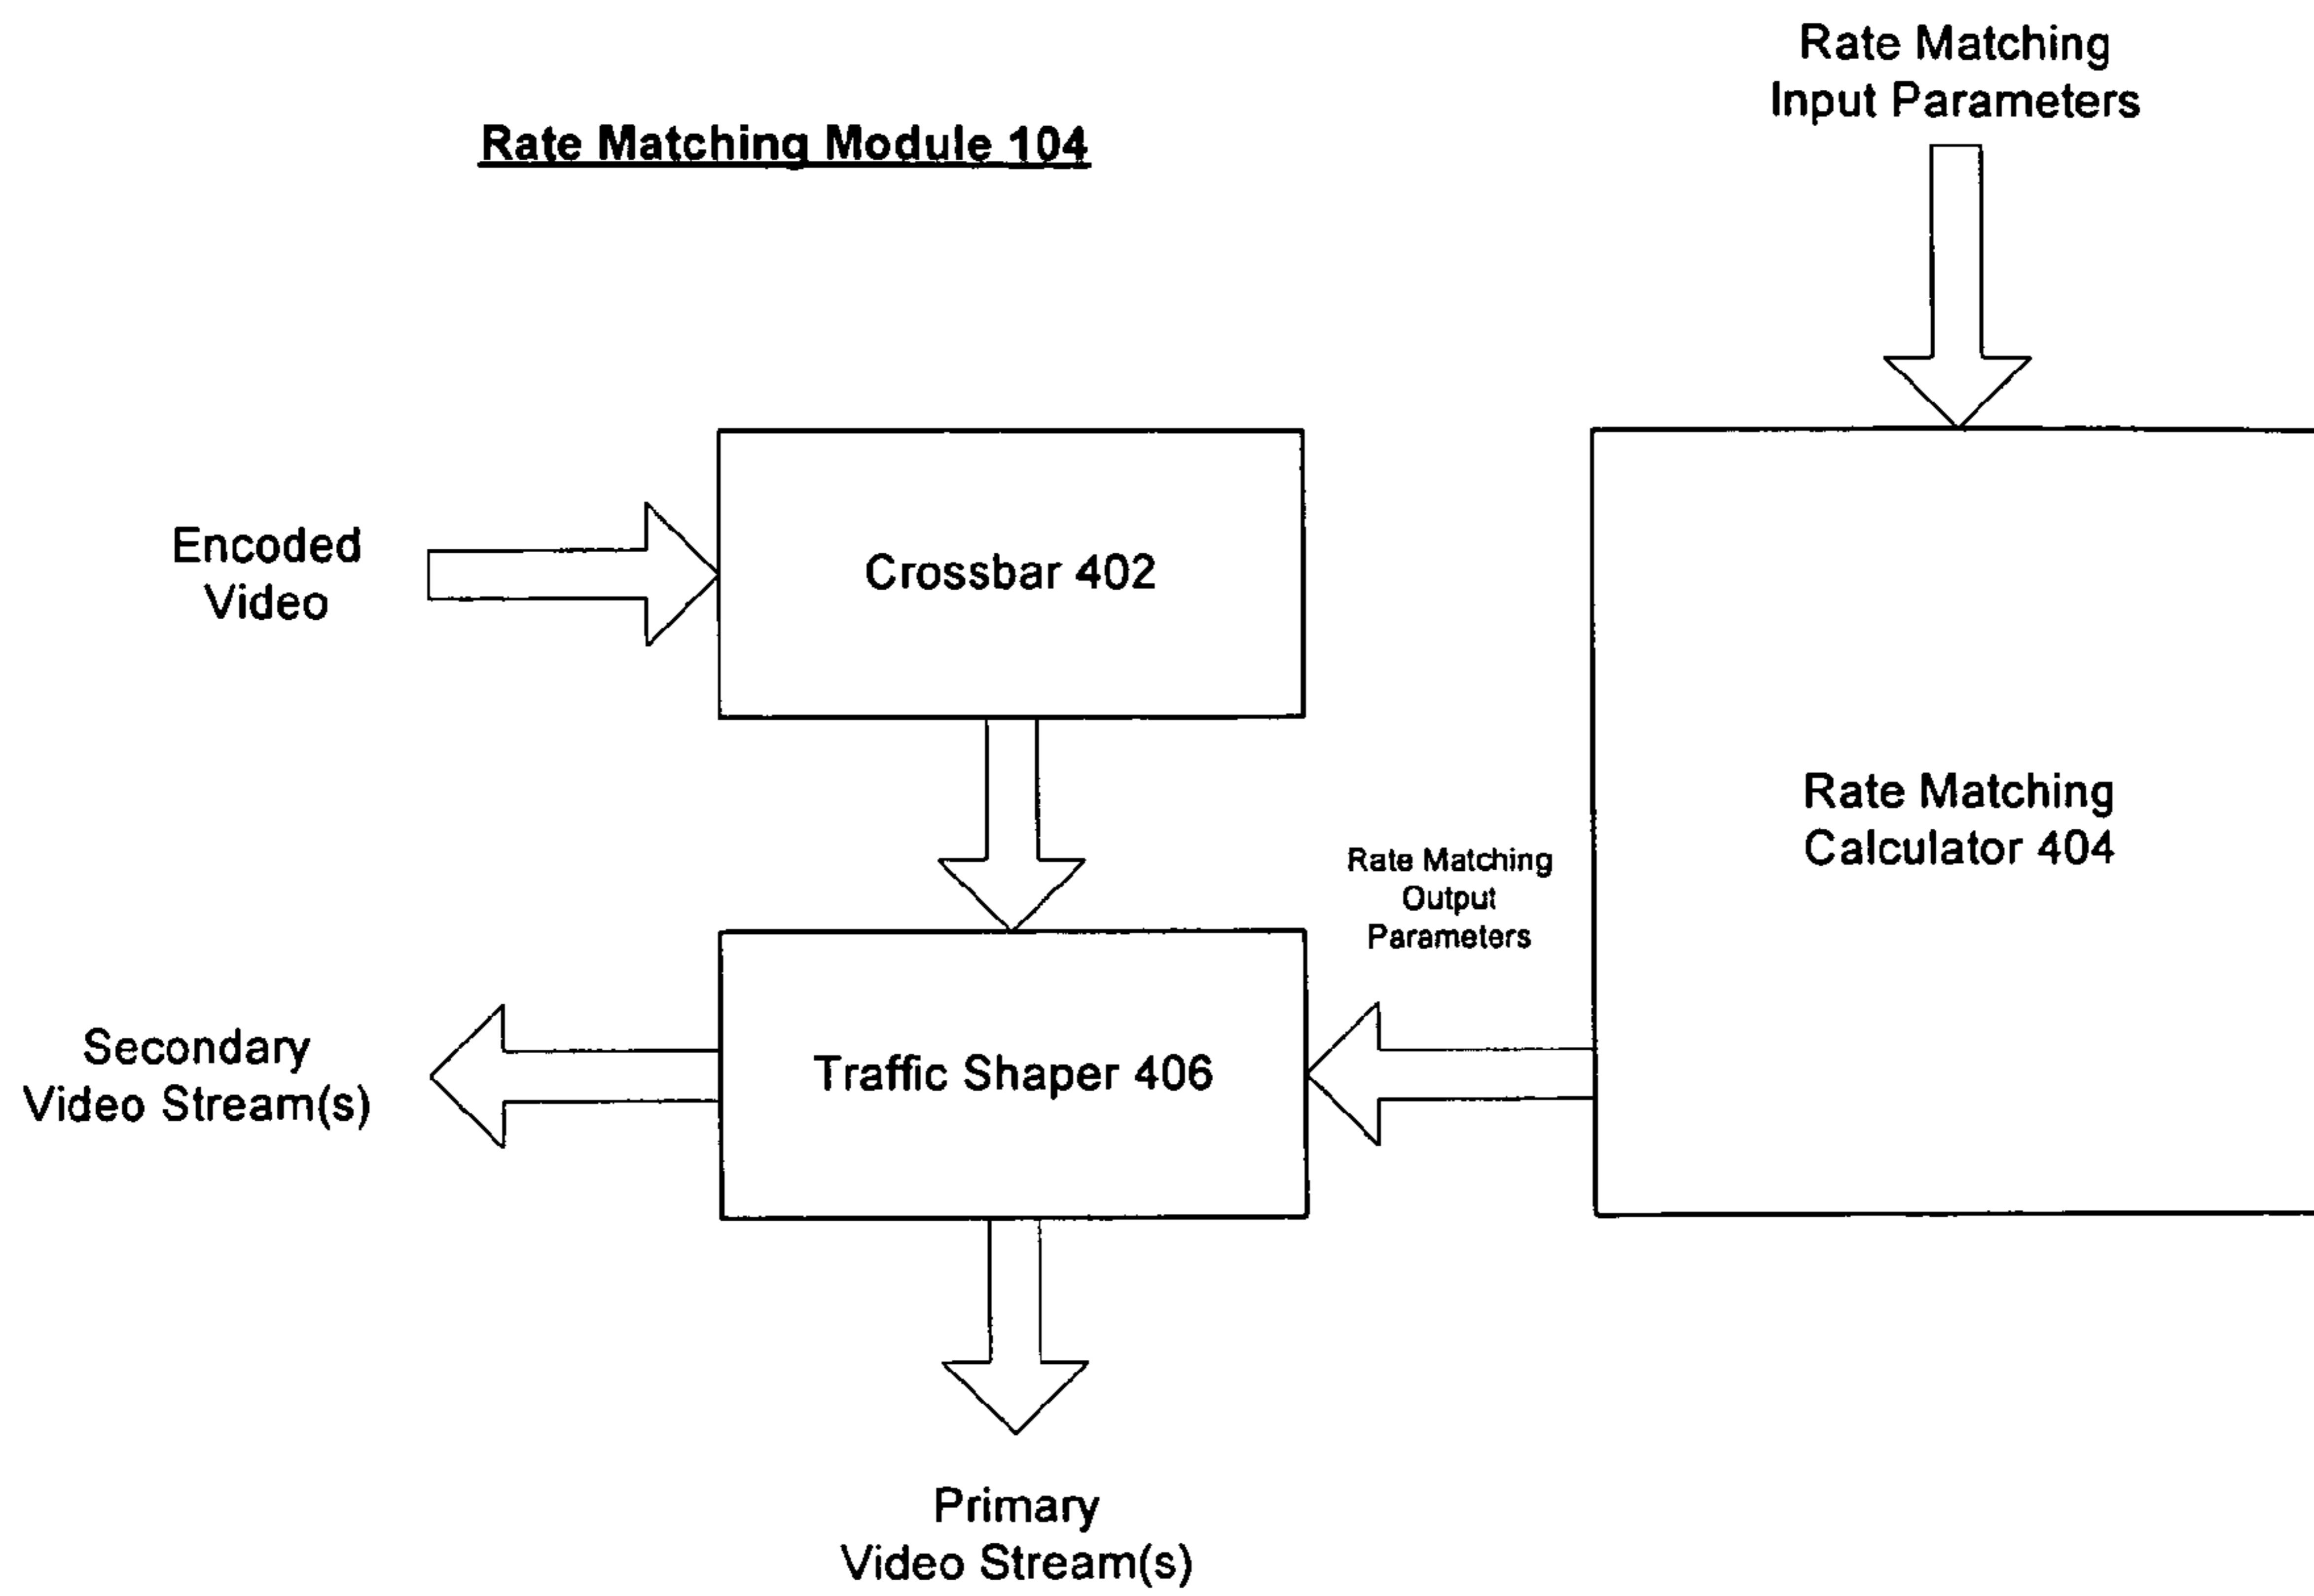 Rate Matching
Input Parameters
Rate Matching Module 104
Encoded
Video
Crossbar 402
Rate Matching
Calculator 404
Rate Matching
Output
Parameters
Secondary
Video Stream(s)
Traffic Shaper 406
Primary
Video Stream(s)